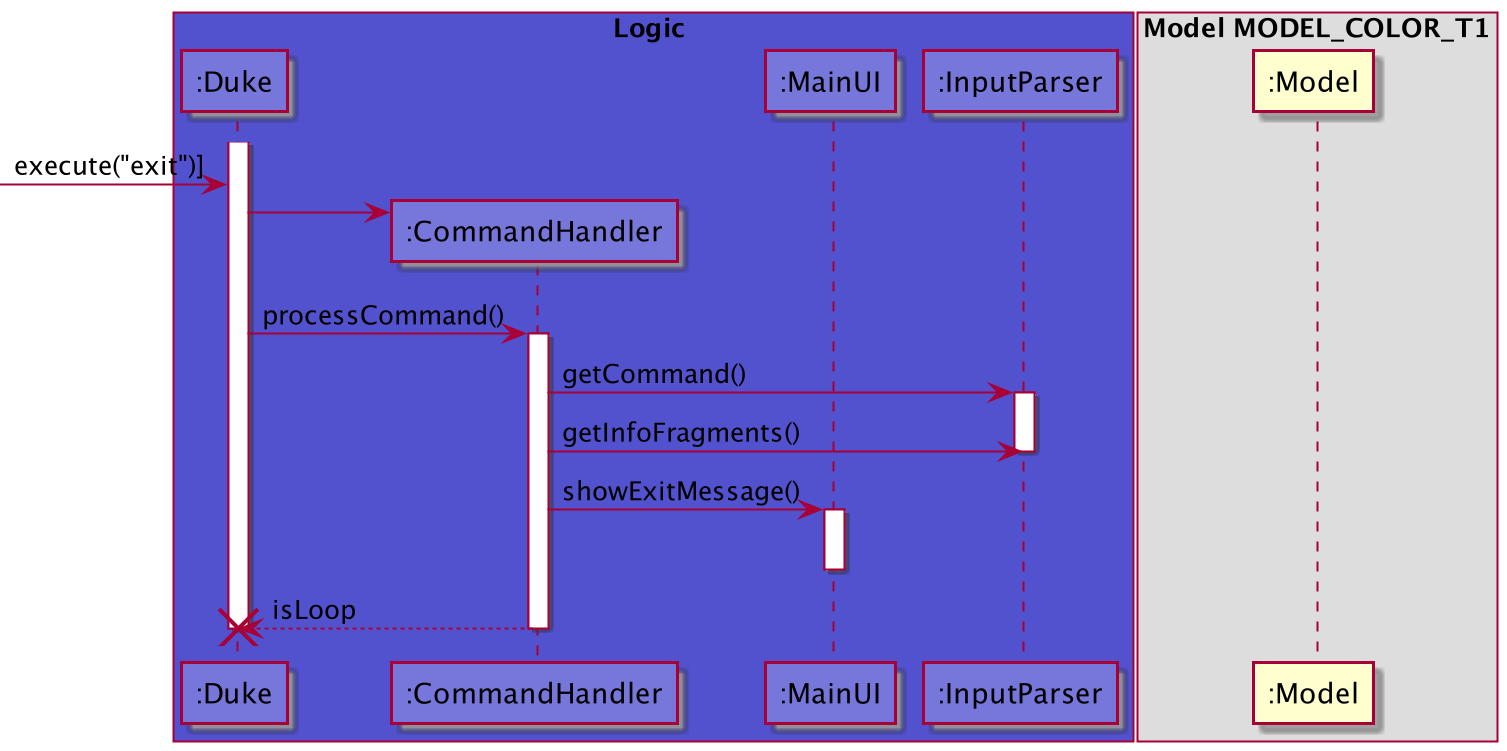 Logic
Model MODEL_COLOR_T1
:Duke
:MainUI
:InputParser
:Model
execute("exit")]
:CommandHandler
processCommand()
getCommand()
getInfoFragments()
showExitMessage()
isLoop
:Duke
:CommandHandler
:MainUI
:InputParser
:Model